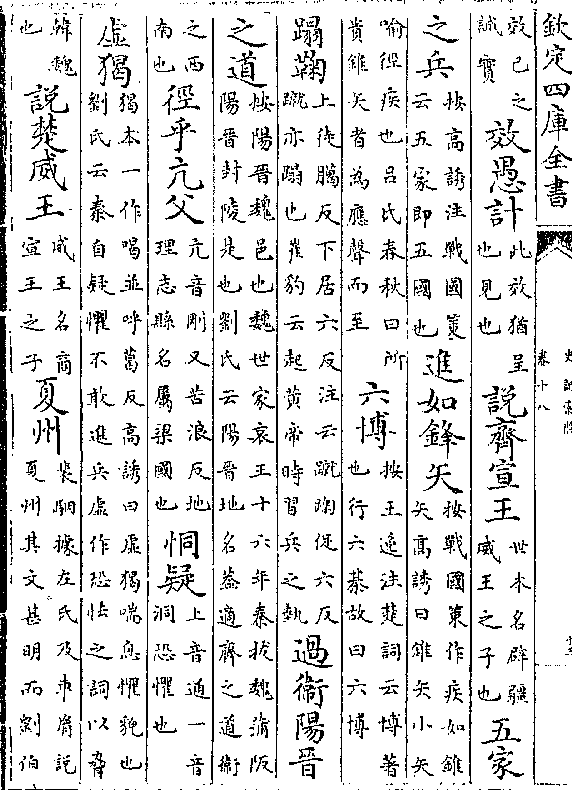 欽定四庫全書
史記索隱
卷十八
效已之誠實效愚計此效猶呈也見也説齊宣王世本名辟疆威王之子也五家
之兵按高誘注戰國策云五家即五國也進如鋒矢按戰國策作疾如錐矢高誘曰錐矢小矢
喻徑疾也吕氏春秋曰所貴錐矢者為應聲而至六博按王逸注楚詞云博著也行六棊故曰六博
蹋鞠上徒臈反下居六反注云蹴踘促六反蹴亦蹋也崔豹云起黄帝時習兵之埶過衛陽晋
之道按陽晋魏邑也魏世家哀王十六年秦拔魏蒲阪陽晋封陵是也劉氏云陽晋地名葢適齊之道衛
之西南也徑乎亢父亢音剛又苦浪反地理志縣名屬梁國也恫疑上音通一音洞恐懼也
虚猲猲本一作喝並呼葛反高誘曰虚猲喘息懼貌也劉氏云秦自疑懼不敢進兵虚作恐怯之詞以脅
韓魏也説楚威王威王名商宣王之子夏州裴駰據左氏及車胤説夏州其文甚明而劉伯